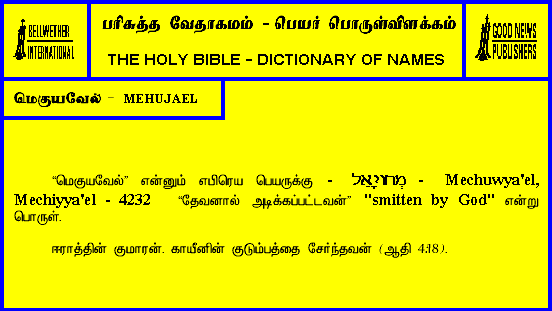 BELLWETHER
INTERNATIONAL
பரிசுத்த வேதாகமம் - பெயர் பொருள்விளக்கம்
THE HOLY BIBLE - DICTIONARY OF NAMES
GOOD NEWS
PUBLISHERS
மெகுயவேல் - MEHUJAEL
“மெகுயவேல்” என்னும் எபிரெய பெயருக்கு - מְחוּיָאֵל - Mechuwya'el,
Mechiyya'el - 4232 “தேவனால் அடிக்கப்பட்டவன்” "smitten by God" என்று
பொருள்.
ஈராத்தின் குமாரன். காயீனின் குடும்பத்தை சேர்ந்தவன் (ஆதி 4:18).